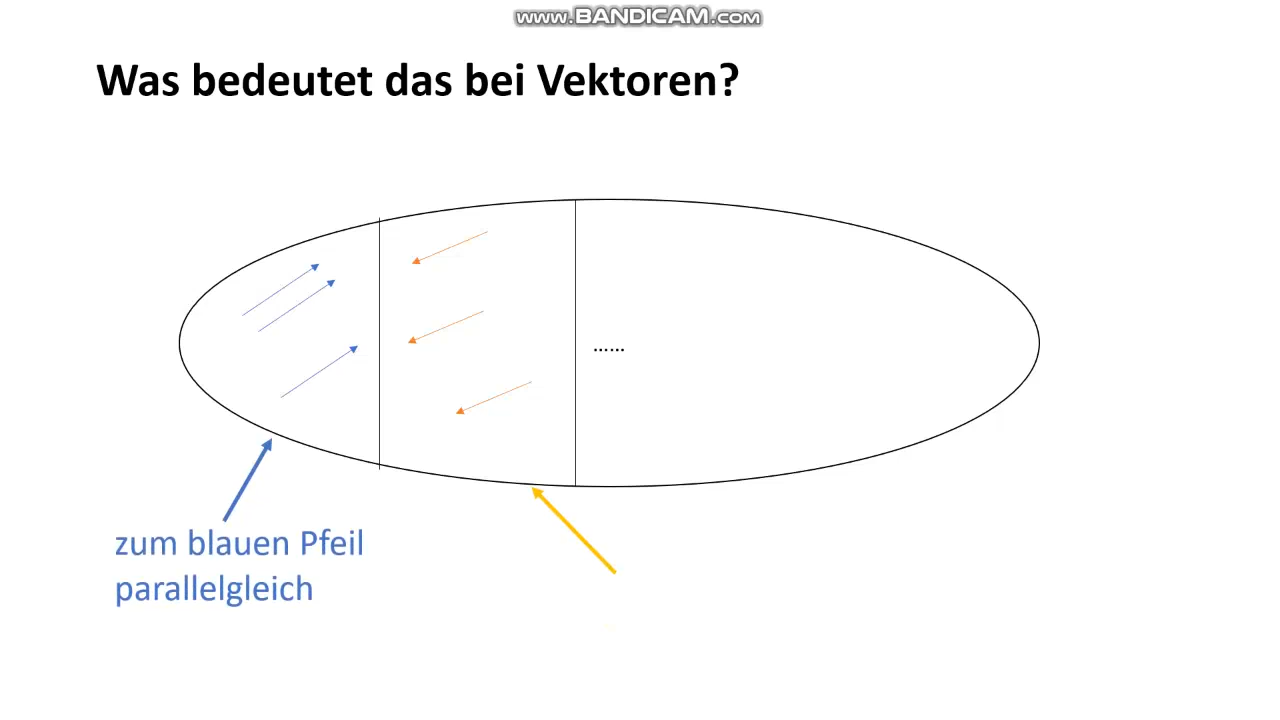 www.BANDICAM.com
Was bedeutet das bei Vektoren?
......
zum blauen Pfeil
parallelgleich